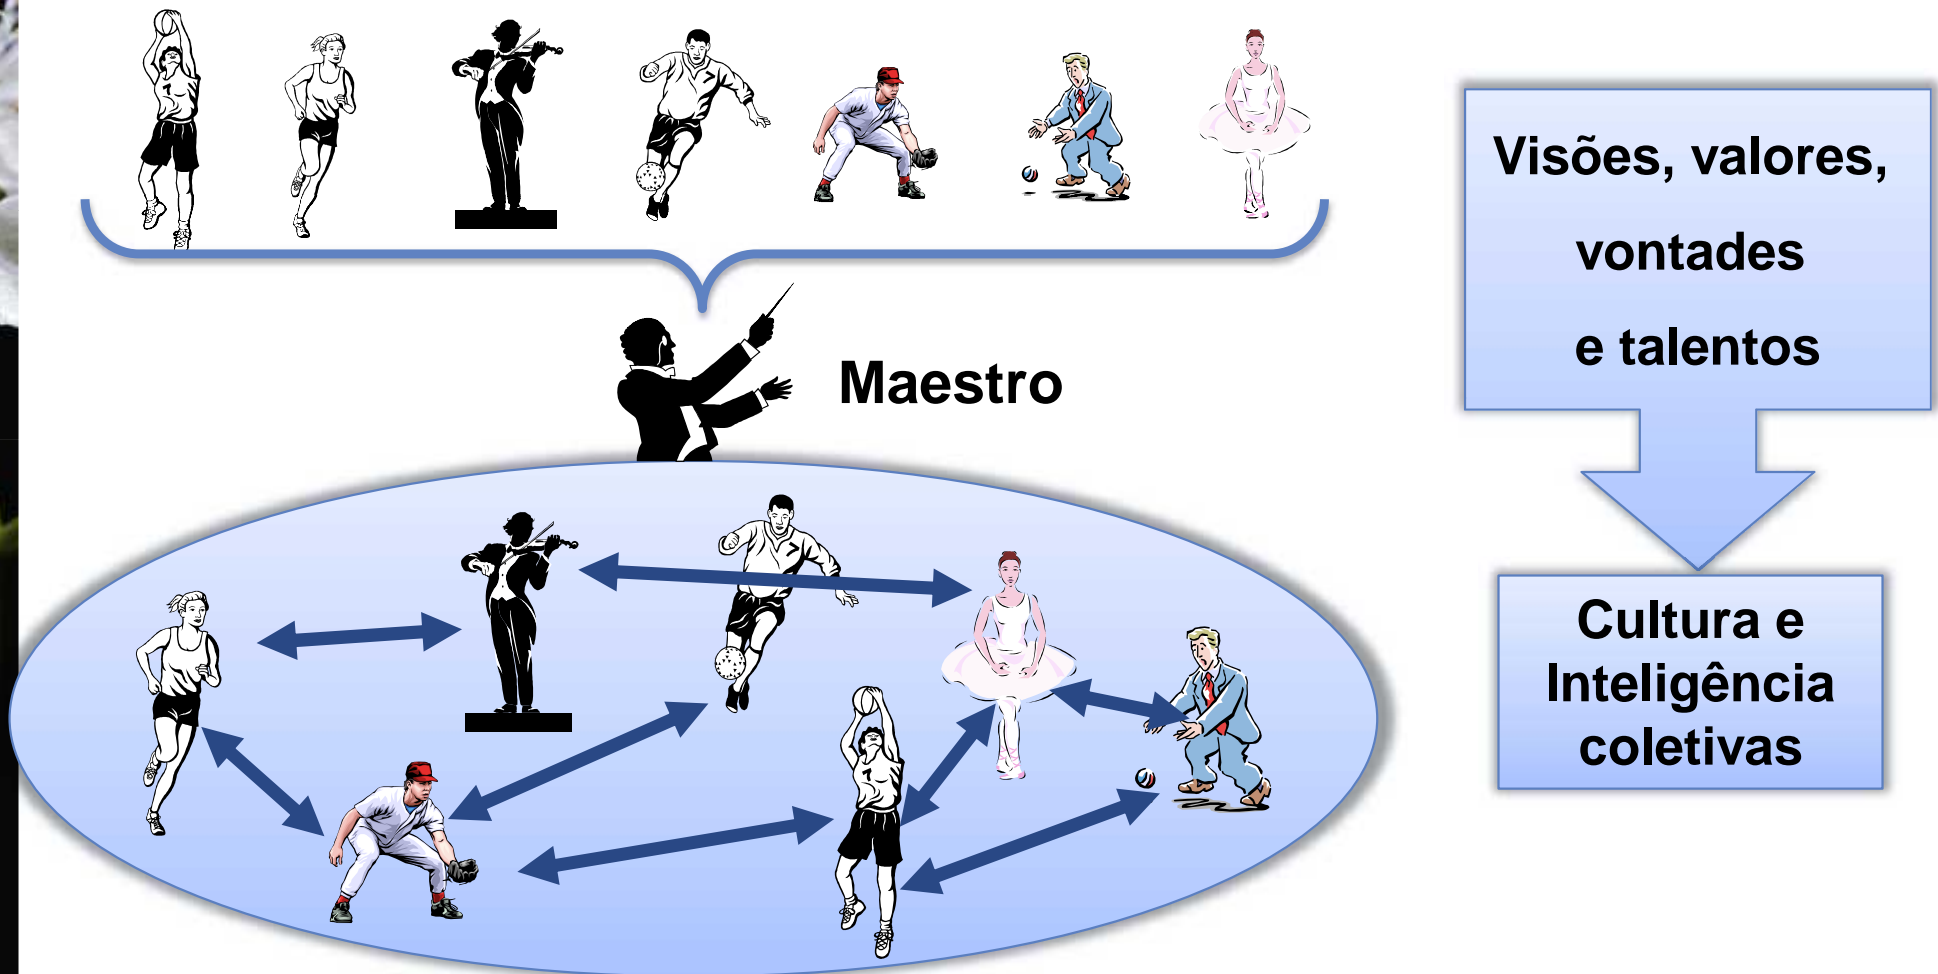 Visões, valores,
vontades
e talentos
Maestro
Cultura e
Inteligência
coletivas